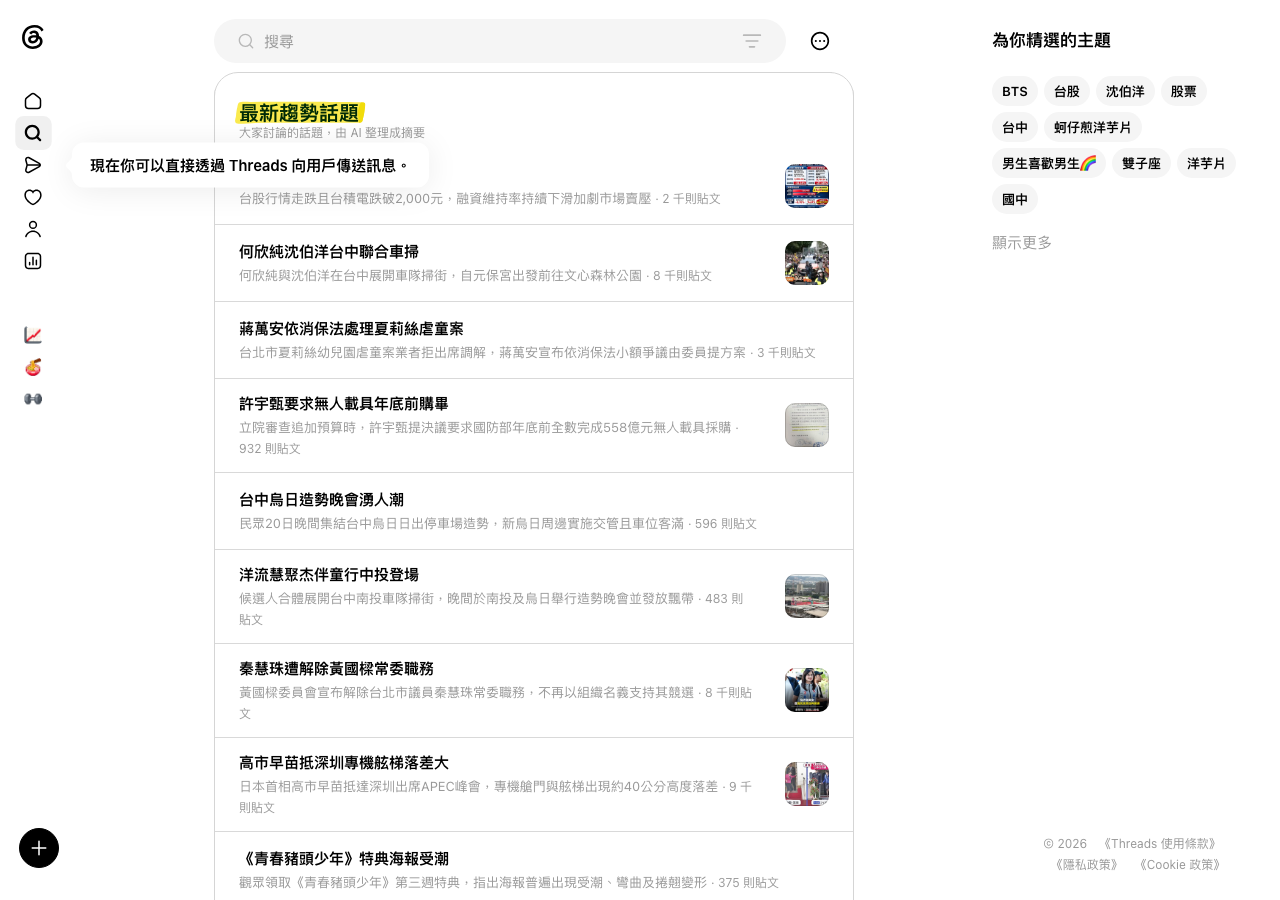 搜尋
最新趨勢話題
大家討論的話題，由 AI 整理成摘要
現在你可以直接透過 Threads 向用戶傳送訊息。
台股行情走跌且台積電跌破2,000元，融資維持率持續下滑加劇市場賣壓 · 2 千則貼文
何欣純沈伯洋台中聯合車掃
何欣純與沈伯洋在台中展開車隊掃街，自元保宮出發前往文心森林公園 · 8 千則貼文
蔣萬安依消保法處理夏莉絲虐童案
台北市夏莉絲幼兒園虐童案業者拒出席調解，蔣萬安宣布依消保法小額爭議由委員提方案 · 3 千則貼文
許宇甄要求無人載具年底前購畢
立院審查追加預算時，許宇甄提決議要求國防部年底前全數完成558億元無人載具採購 ·
932 則貼文
台中烏日造勢晚會湧人潮
民眾20日晚間集結台中烏日日出停車場造勢，新烏日周邊實施交管且車位客滿 · 596 則貼文
洋流慧聚杰伴童行中投登場
候選人合體展開台中南投車隊掃街，晚間於南投及烏日舉行造勢晚會並發放飄帶 · 483 則
貼文
秦慧珠遭解除黃國樑常委職務
黃國樑委員會宣布解除台北市議員秦慧珠常委職務，不再以組織名義支持其競選 · 8 千則貼
文
高市早苗抵深圳專機舷梯落差大
日本首相高市早苗抵達深圳出席APEC峰會，專機艙門與舷梯出現約40公分高度落差 · 9 千
則貼文
《青春豬頭少年》特典海報受潮
觀眾領取《青春豬頭少年》第三週特典，指出海報普遍出現受潮、彎曲及捲翹變形 · 375 則貼文
為你精選的主題
BTS 台股 沈伯洋 股票
台中 蚵仔煎洋芋片
男生喜歡男生🌈 雙子座 洋芋片
國中
顯示更多
© 2026 《Threads 使用條款》
《隱私政策》 《Cookie 政策》